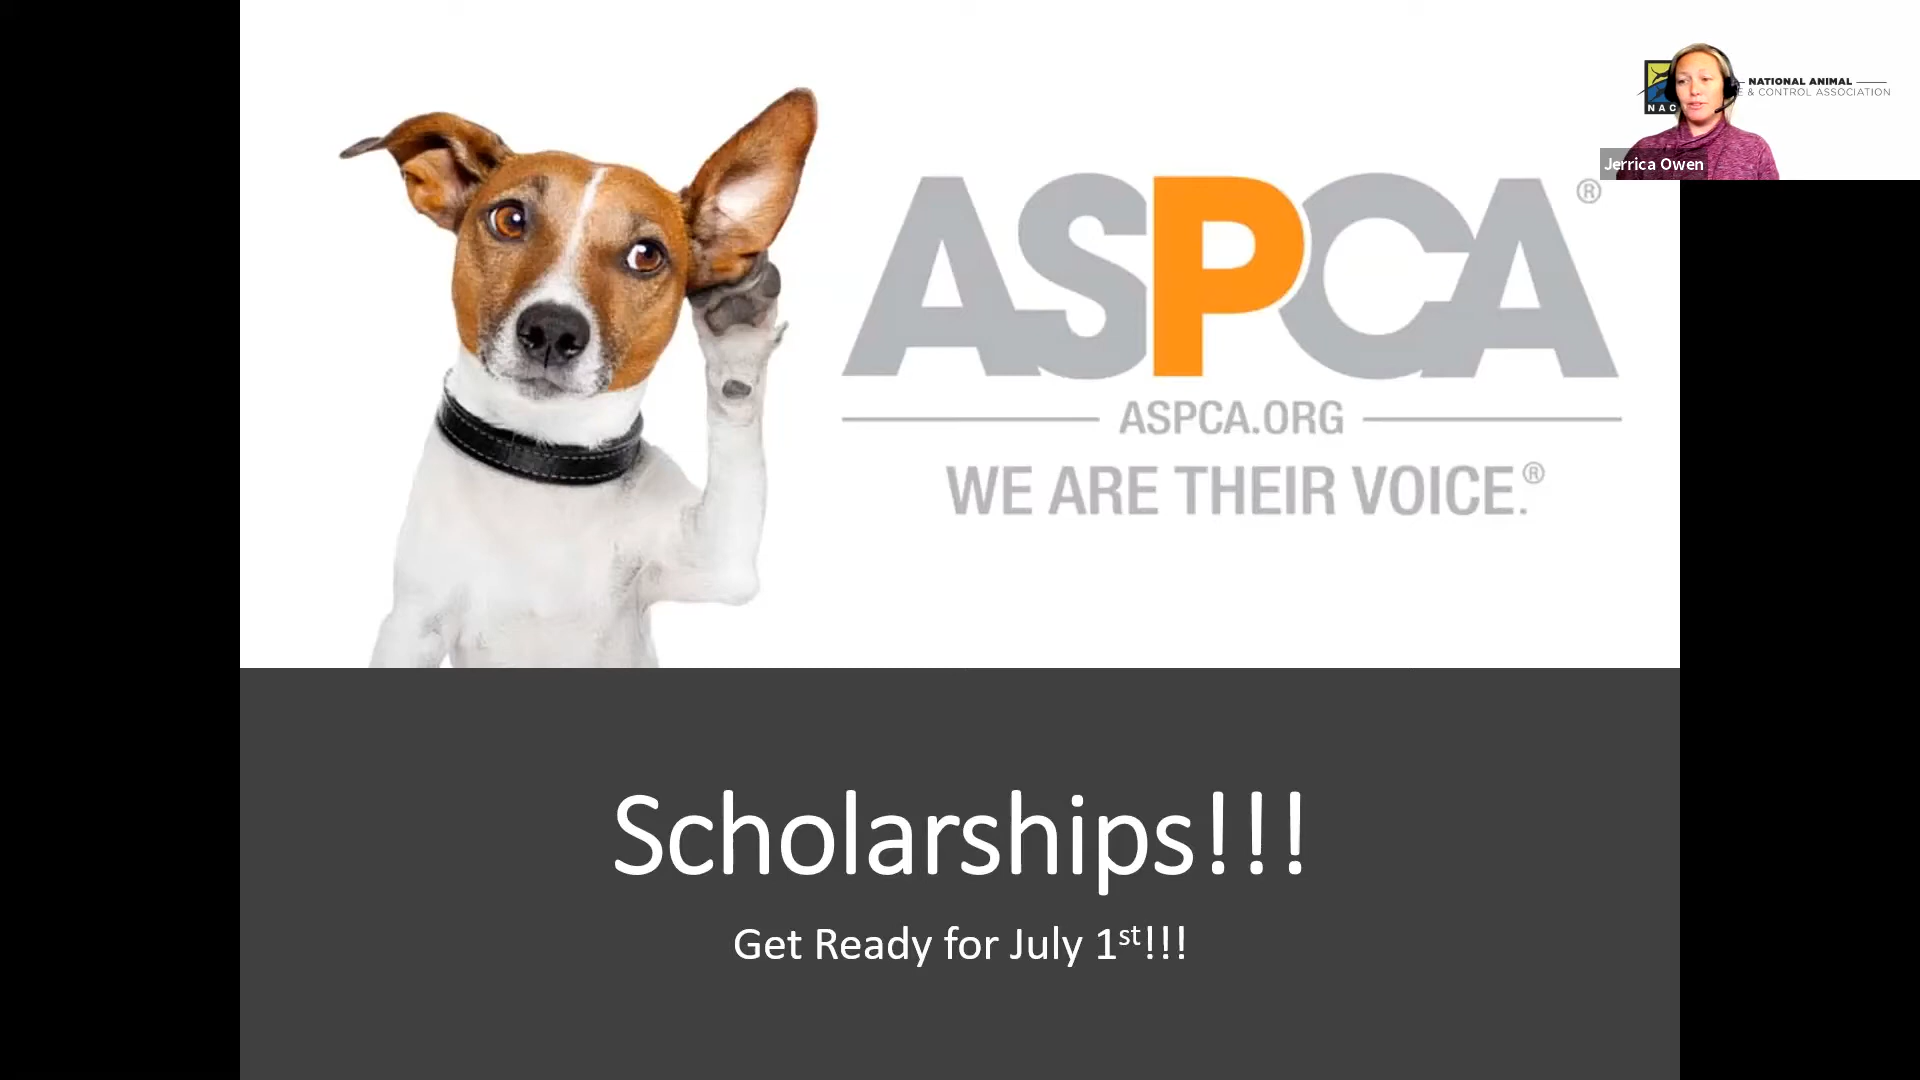 NATIONAL ANIMAL
& CONTROL ASSOCIATION
NAC
Jerrica Owen
ASPCA®
ASPCA.ORG
WE ARE THEIR VOICE.®
Scholarships!!!
Get Ready for July 1st!!!